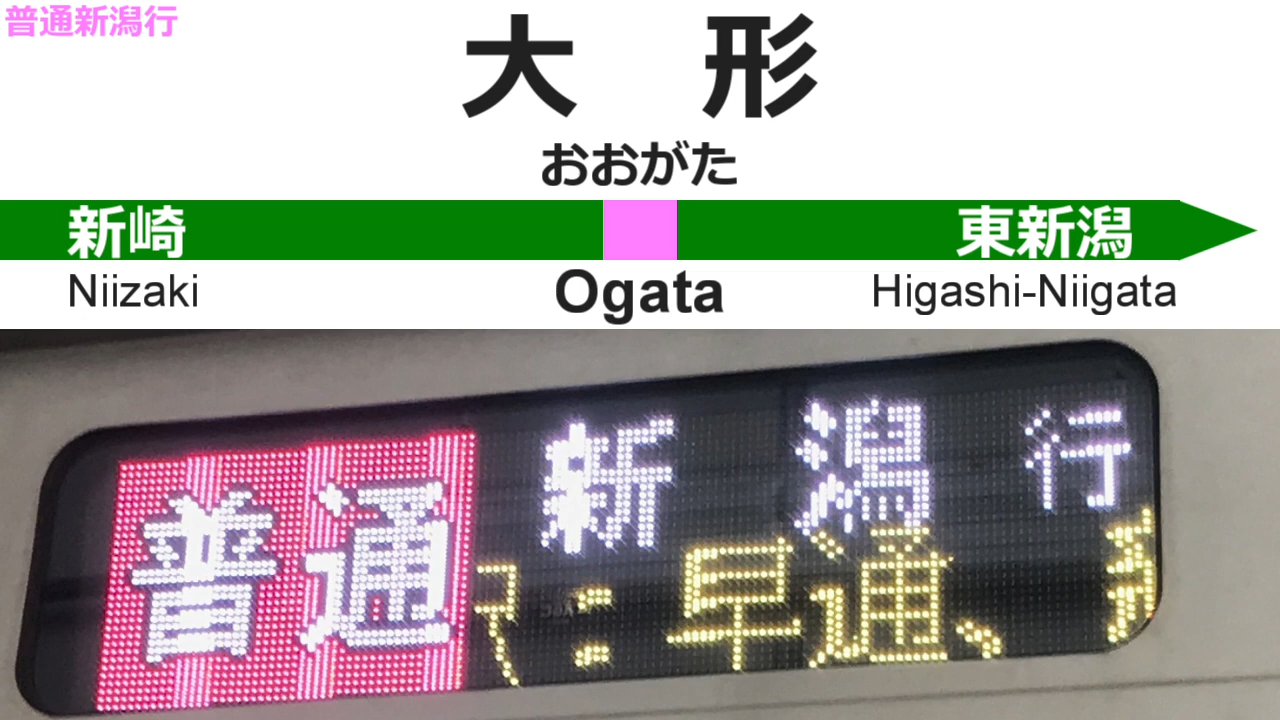 普通新潟行
大形
おおがた
新崎 東新潟
Niizaki Ogata Higashi-Niigata
普通 新潟行
：早通、